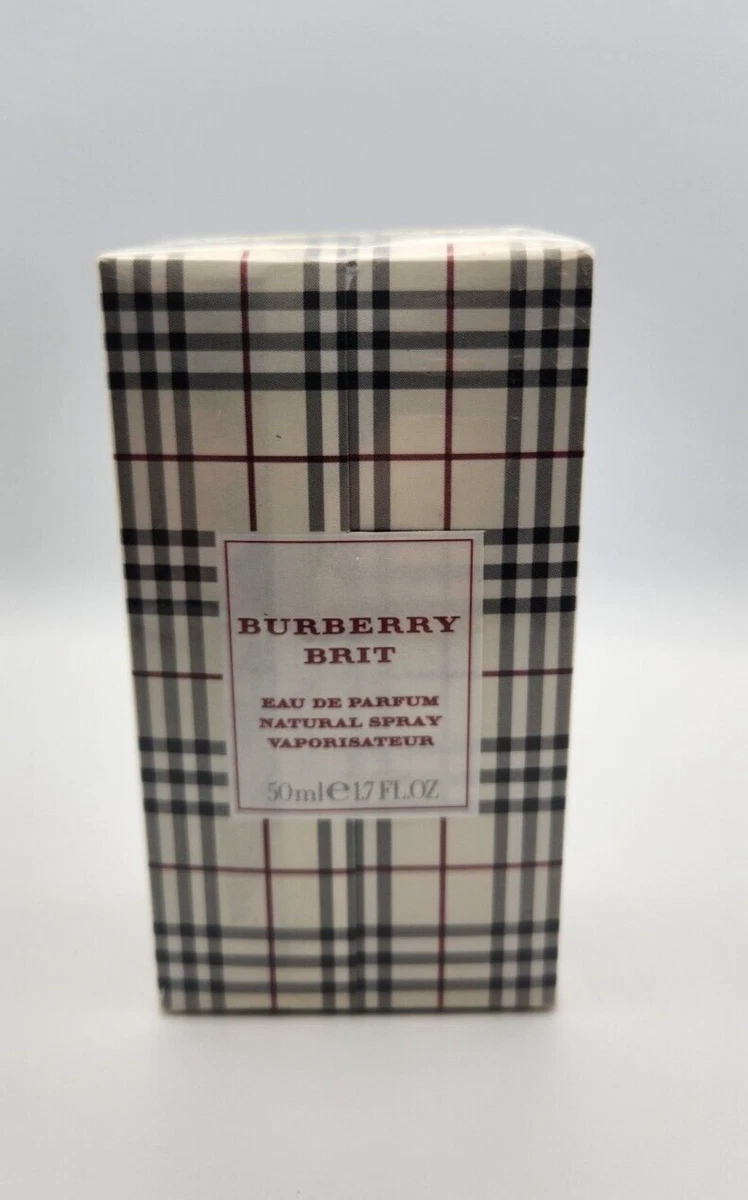 BURBERRY
BRIT
EAU DE PARFUM
NATURAL SPRAY
VAPORISATEUR
50ml℮1.7 FL.OZ